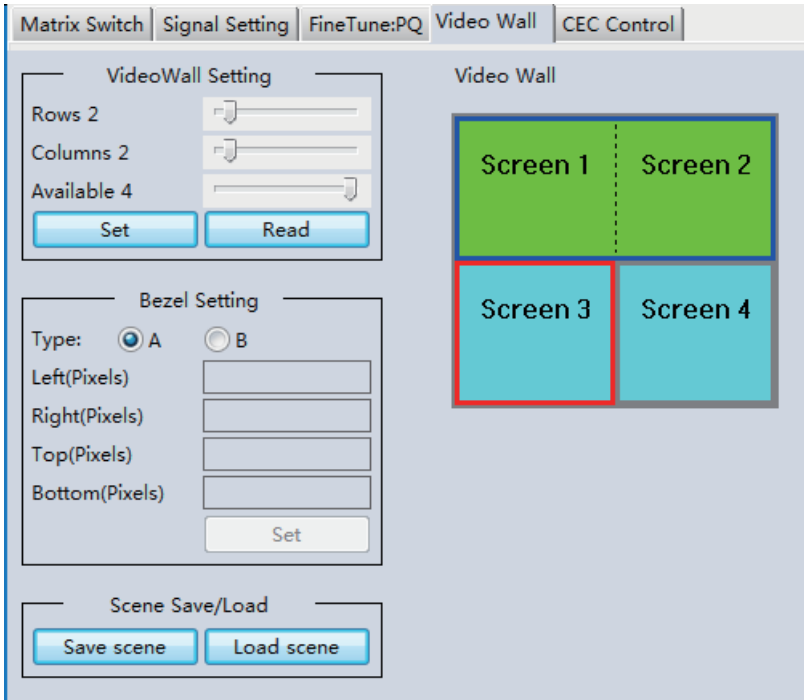 Matrix Switch Signal Setting FineTune:PQ Video Wall CEC Control
VideoWall Setting
Rows 2
Columns 2
Available 4
Set Read
Bezel Setting
Type: A B
Left(Pixels)
Right(Pixels)
Top(Pixels)
Bottom(Pixels)
Set
Scene Save/Load
Save scene Load scene
Video Wall
Screen 1 Screen 2
Screen 3 Screen 4